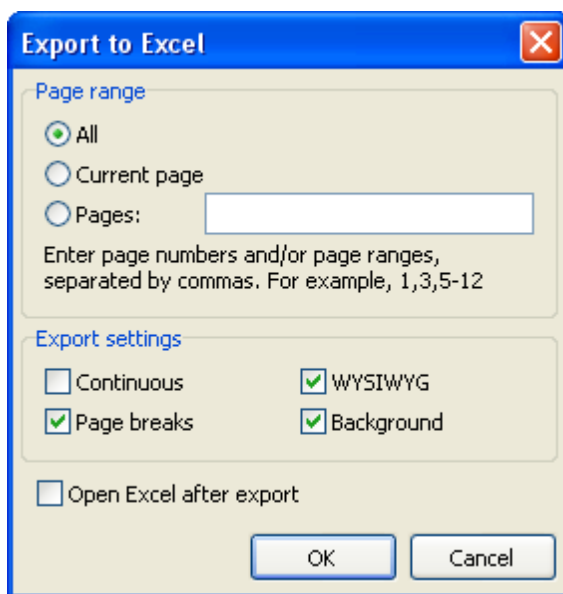 Export to Excel
Page range
All
Current page
Pages:
Enter page numbers and/or page ranges,
separated by commas. For example, 1,3,5-12
Export settings
Continuous WYSIWYG
Page breaks Background
Open Excel after export
OK Cancel